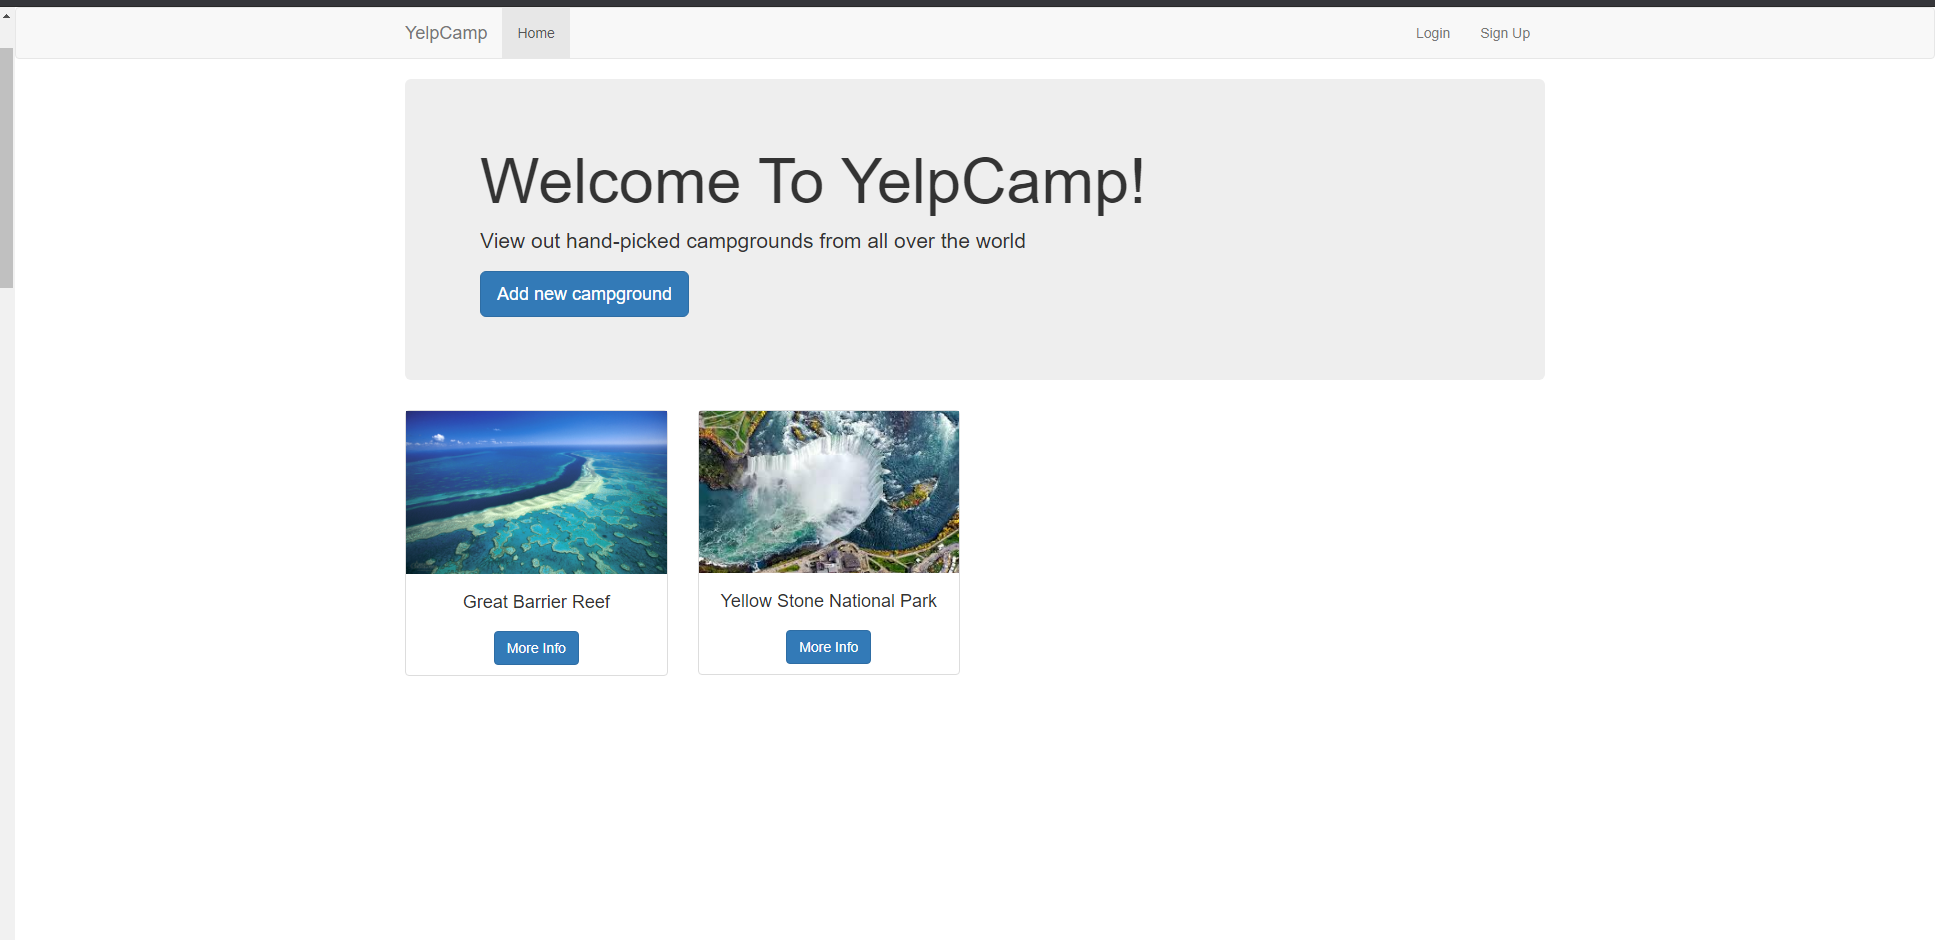 YelpCamp Home Login Sign Up
Welcome To YelpCamp!
View out hand-picked campgrounds from all over the world
Add new campground
Great Barrier Reef
More Info
Yellow Stone National Park
More Info